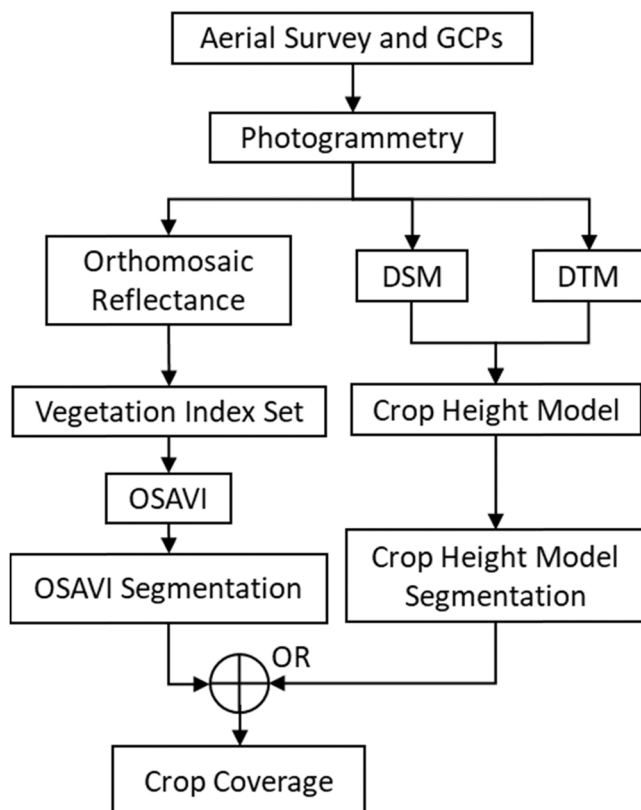 Aerial Survey and GCPs
Photogrammetry
Orthomosaic
Reflectance
DSM
DTM
Vegetation Index Set
Crop Height Model
OSAVI
OSAVI Segmentation
Crop Height Model
Segmentation
OR
Crop Coverage